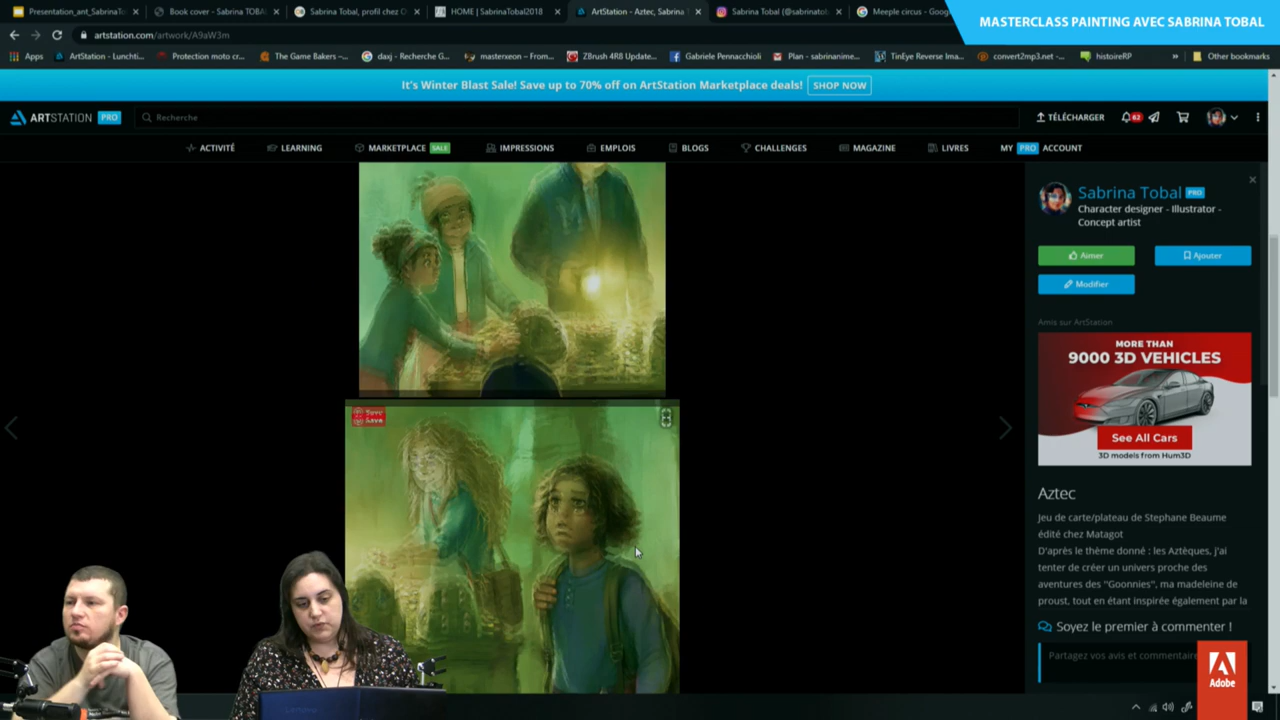 MASTERCLASS PAINTING AVEC SABRINA TOBAL
Presentation_ant_SabrinaTo
Book cover - Sabrina TOBA
Sabrina Tobal, profil chez O
HOME | SabrinaTobal2018
ArtStation - Aztec, Sabrina T
Sabrina Tobal (@sabrinatob
Meeple circus - Goog
artstation.com/artwork/A9aW3m
Apps
ArtStation - Lunchti...
Protection moto cr...
The Game Bakers –...
daxj - Recherche G...
masterxeon – From...
ZBrush 4R8 Update...
Gabriele Pennacchioli
Plan - sabrinanime...
TinEye Reverse Ima...
convert2mp3.net -...
histoireRP
»
Other bookmarks
It's Winter Blast Sale! Save up to 70% off on ArtStation Marketplace deals!
SHOP NOW
ARTSTATION PRO
Recherche
TÉLÉCHARGER
62
ACTIVITÉ
LEARNING
MARKETPLACE SALE
IMPRESSIONS
EMPLOIS
BLOGS
CHALLENGES
MAGAZINE
LIVRES
MY PRO ACCOUNT
Sabrina Tobal PRO
Character designer - Illustrator -
Concept artist
Aimer
Ajouter
Modifier
Amis sur ArtStation
MORE THAN
9000 3D VEHICLES
See All Cars
3D models from Hum3D
Save
Aztec
Jeu de carte/plateau de Stephane Beaume
édité chez Matagot
D'après le thème donné : les Aztèques, j'ai
tenter de créer un univers proche des
aventures des "Goonnies", ma madeleine de
proust, tout en étant inspirée également par la
Soyez le premier à commenter !
Partagez vos avis et commentaire
Adobe